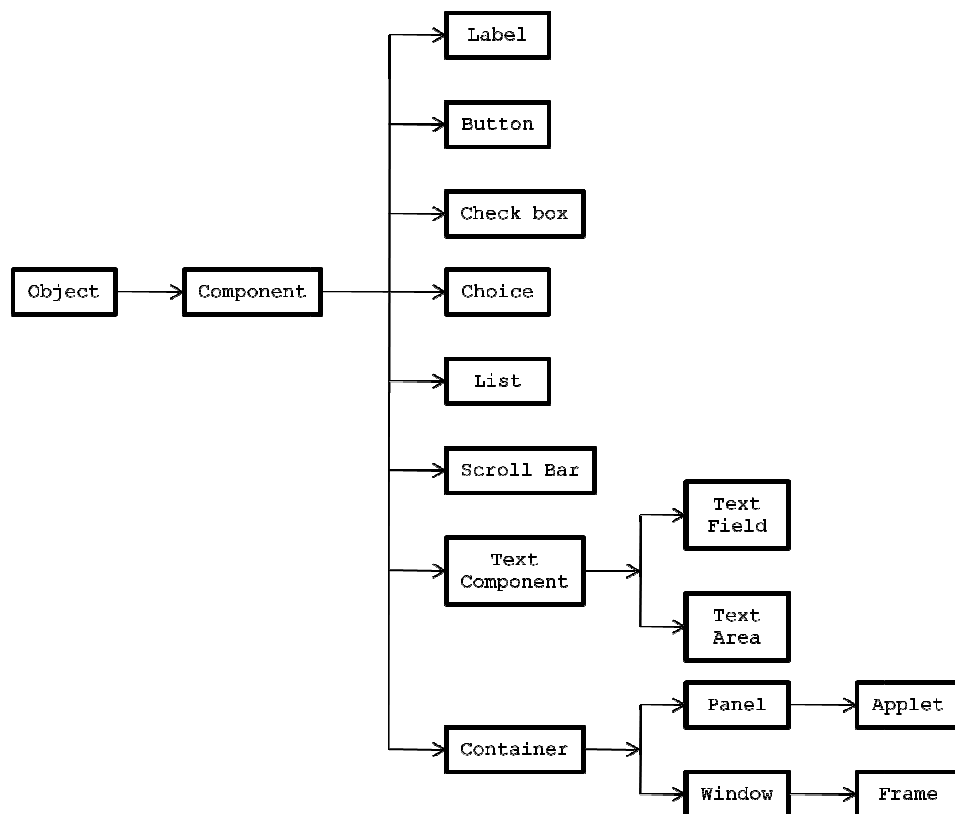 Label
Button
Check box
Object
Component
Choice
List
Scroll Bar
Text
Component
Text
Field
Text
Area
Container
Panel
Applet
Window
Frame